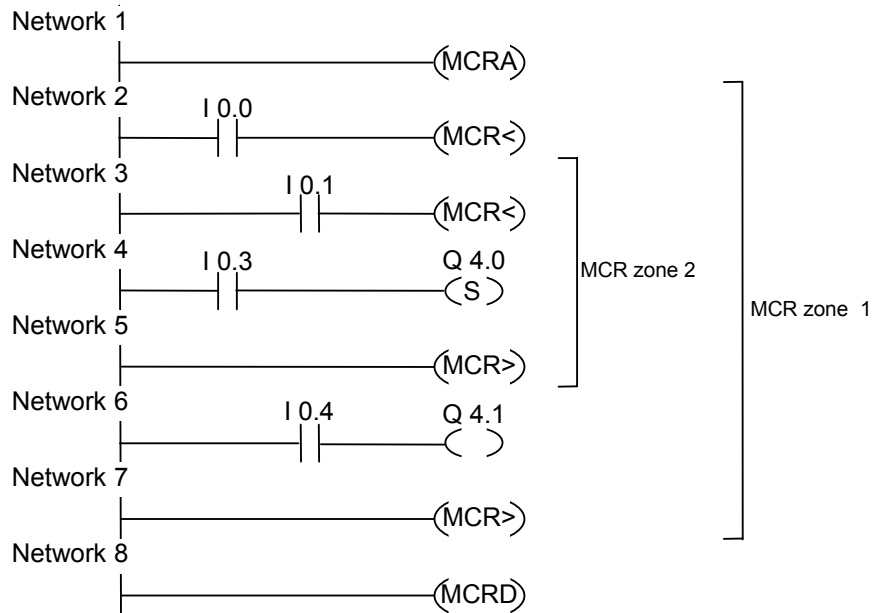 Network 1
(MCRA)
Network 2
I 0.0
(MCR<)
Network 3
I 0.1
(MCR<)
Network 4
I 0.3 Q 4.0
(S)
MCR zone 2
MCR zone 1
Network 5
(MCR>)
Network 6
I 0.4 Q 4.1
( )
Network 7
(MCR>)
Network 8
(MCRD)